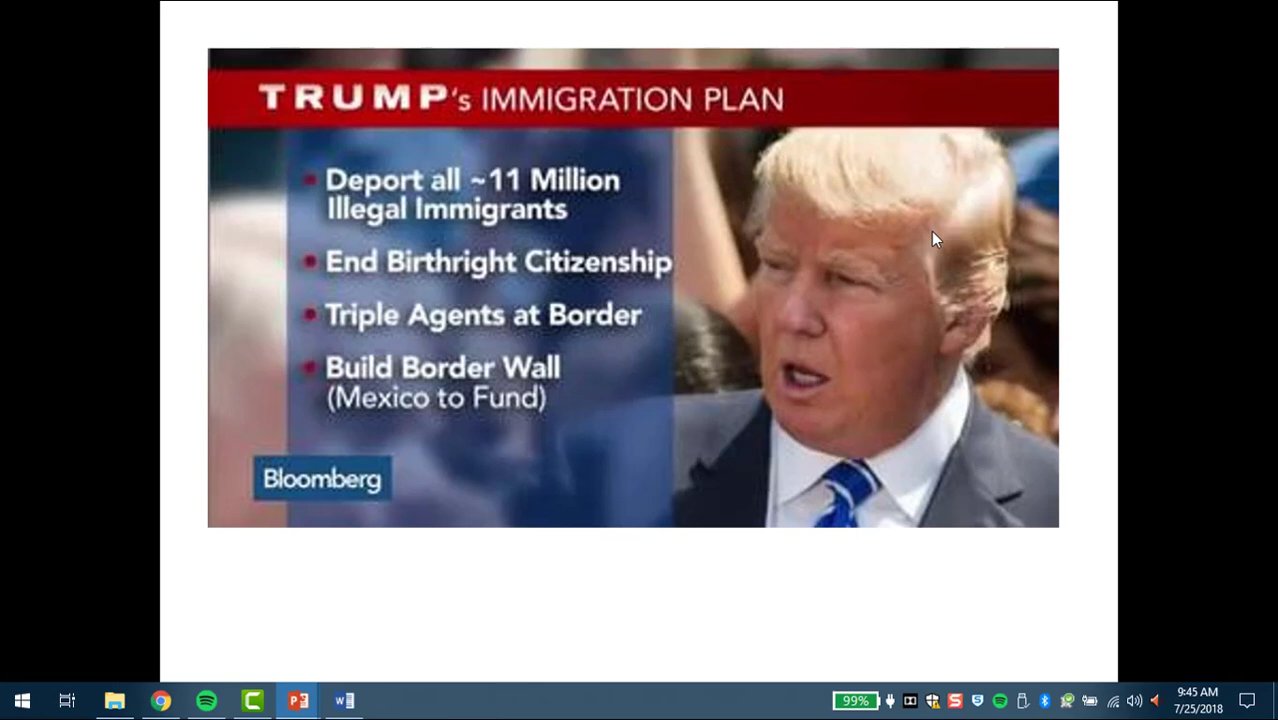 TRUMP's IMMIGRATION PLAN
Deport all ~11 Million
Illegal Immigrants
End Birthright Citizenship
Triple Agents at Border
Build Border Wall
(Mexico to Fund)
Bloomberg
99%
9:45 AM
7/25/2018